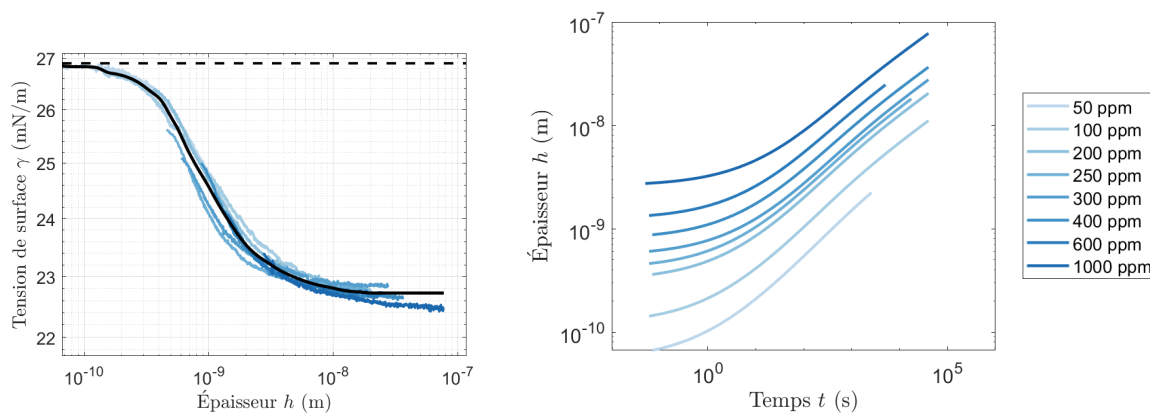 27
26
25
24
23
22
Tension de surface γ (mN/m)
10^-10
10^-9
10^-8
10^-7
Épaisseur h (m)
10^-7
10^-8
10^-9
10^-10
Épaisseur h (m)
10^0
10^5
Temps t (s)
50 ppm
100 ppm
200 ppm
250 ppm
300 ppm
400 ppm
600 ppm
1000 ppm